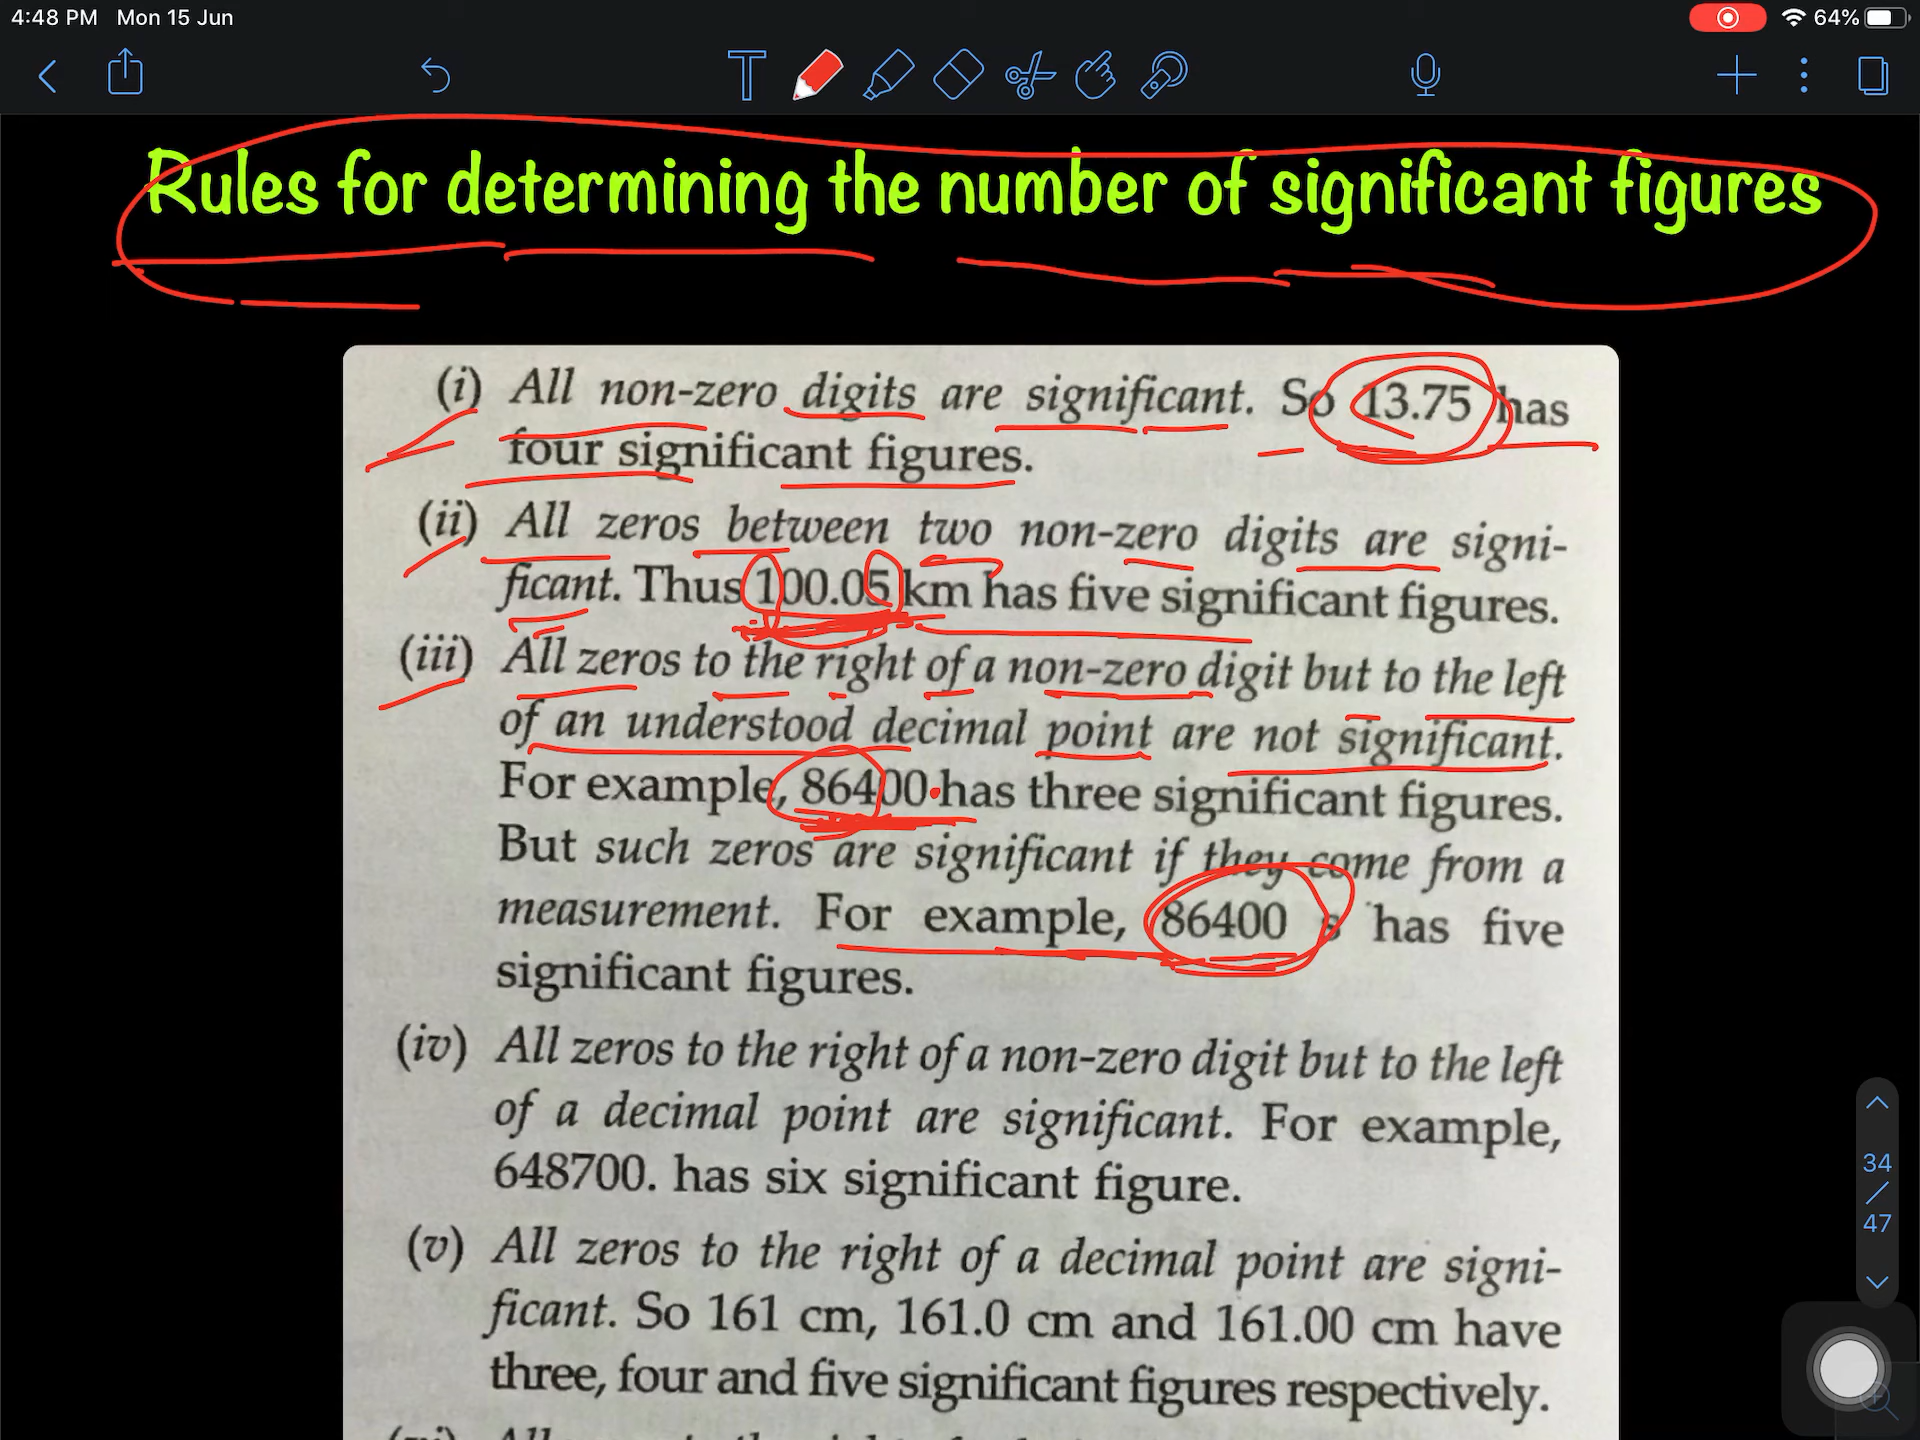 4:48 PM Mon 15 Jun
64%
T
Rules for determining the number of significant figures
(i) All non-zero digits are significant. So 13.75 has
four significant figures.
(ii) All zeros between two non-zero digits are signi-
ficant. Thus 100.05 km has five significant figures.
(iii) All zeros to the right of a non-zero digit but to the left
of an understood decimal point are not significant.
For example, 86400 has three significant figures.
But such zeros are significant if they come from a
measurement. For example, 86400 s has five
significant figures.
(iv) All zeros to the right of a non-zero digit but to the left
of a decimal point are significant. For example,
648700. has six significant figure.
(v) All zeros to the right of a decimal point are signi-
ficant. So 161 cm, 161.0 cm and 161.00 cm have
three, four and five significant figures respectively.
34
/
47